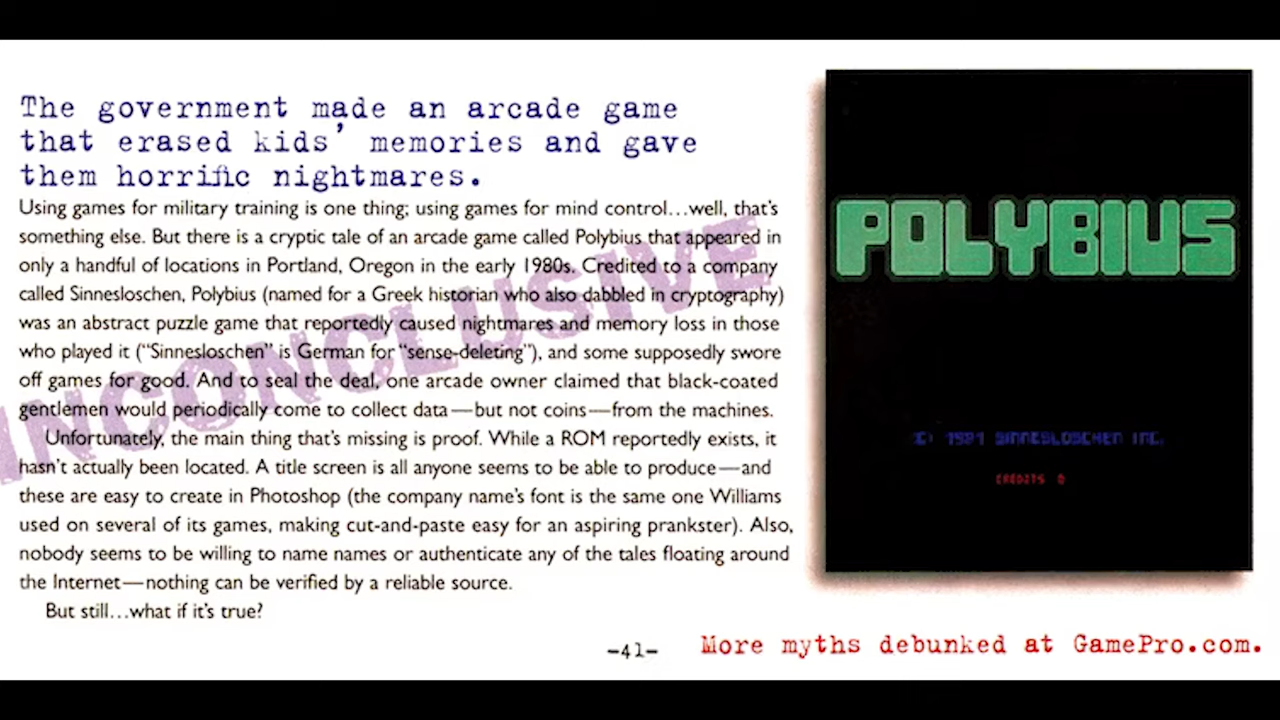 The government made an arcade game
that erased kids' memories and gave
them horrific nightmares.
Using games for military training is one thing; using games for mind control...well, that's
something else. But there is a cryptic tale of an arcade game called Polybius that appeared in
only a handful of locations in Portland, Oregon in the early 1980s. Credited to a company
called Sinnesloschen, Polybius (named for a Greek historian who also dabbled in cryptography)
was an abstract puzzle game that reportedly caused nightmares and memory loss in those
who played it ("Sinnesloschen" is German for "sense-deleting"), and some supposedly swore
off games for good. And to seal the deal, one arcade owner claimed that black-coated
gentlemen would periodically come to collect data—but not coins—from the machines.
Unfortunately, the main thing that's missing is proof. While a ROM reportedly exists, it
hasn't actually been located. A title screen is all anyone seems to be able to produce—and
these are easy to create in Photoshop (the company name's font is the same one Williams
used on several of its games, making cut-and-paste easy for an aspiring prankster). Also,
nobody seems to be willing to name names or authenticate any of the tales floating around
the Internet—nothing can be verified by a reliable source.
But still...what if it's true?
INCONCLUSIVE
POLYBIUS
(C) 1981 SINNESLOSCHEN INC.
CREDITS 0
-41-
More myths debunked at GamePro.com.